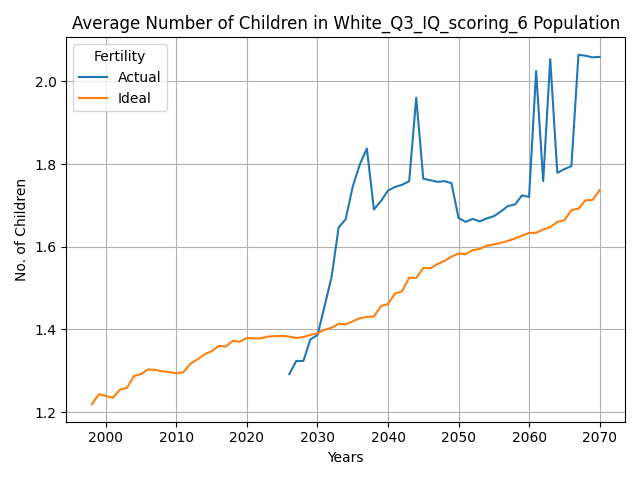 Average Number of Children in White_Q3_IQ_scoring_6 Population
Fertility
Actual
Ideal
No. of Children
2.0
1.8
1.6
1.4
1.2
2000 2010 2020 2030 2040 2050 2060 2070
Years